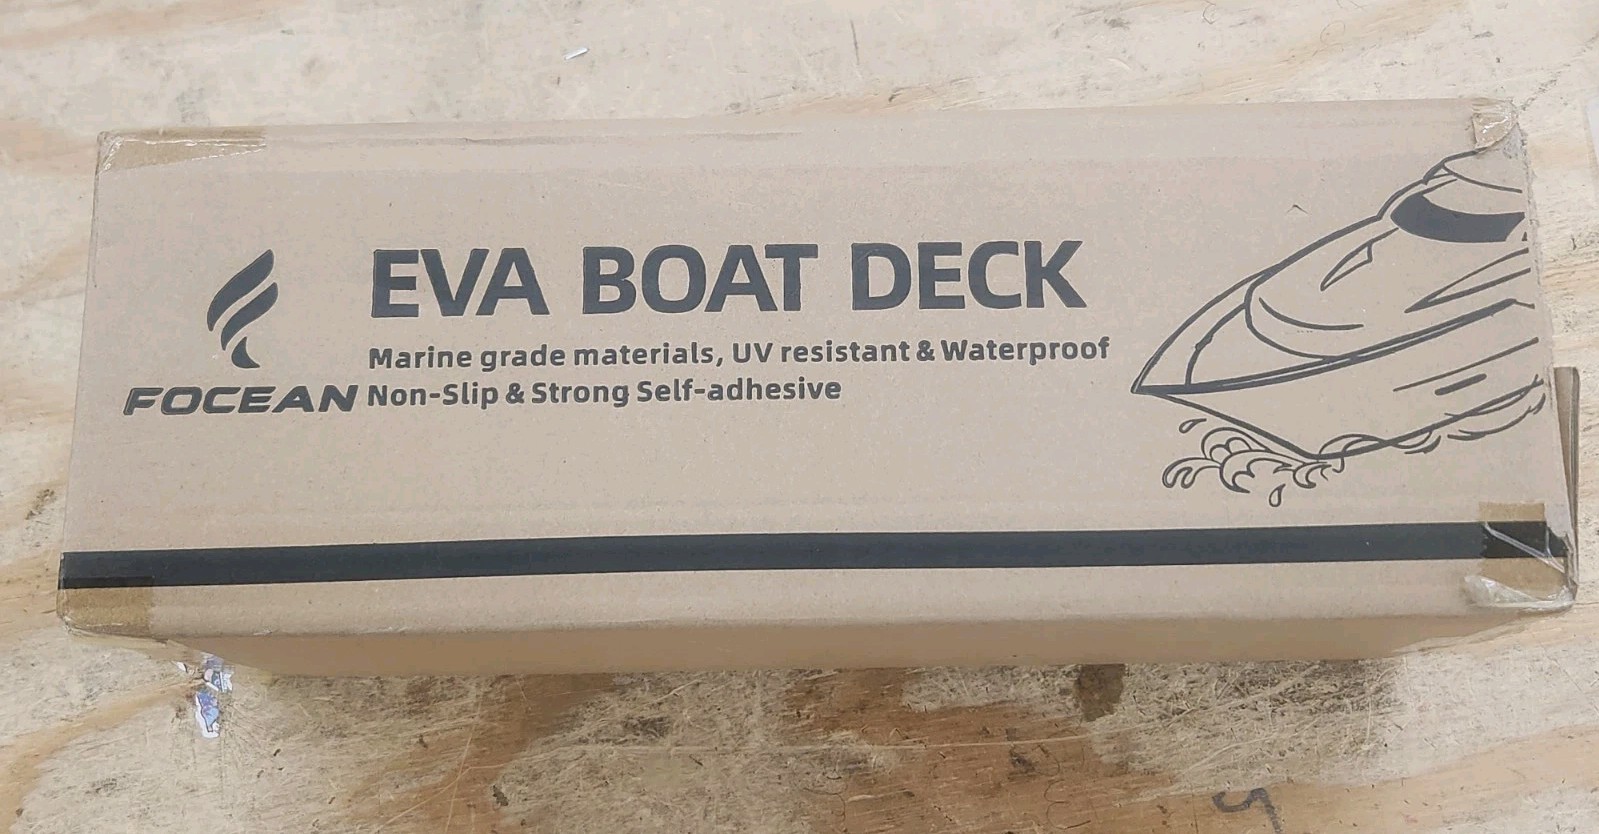 EVA BOAT DECK
Marine grade materials, UV resistant & Waterproof
FOCEAN
Non-Slip & Strong Self-adhesive